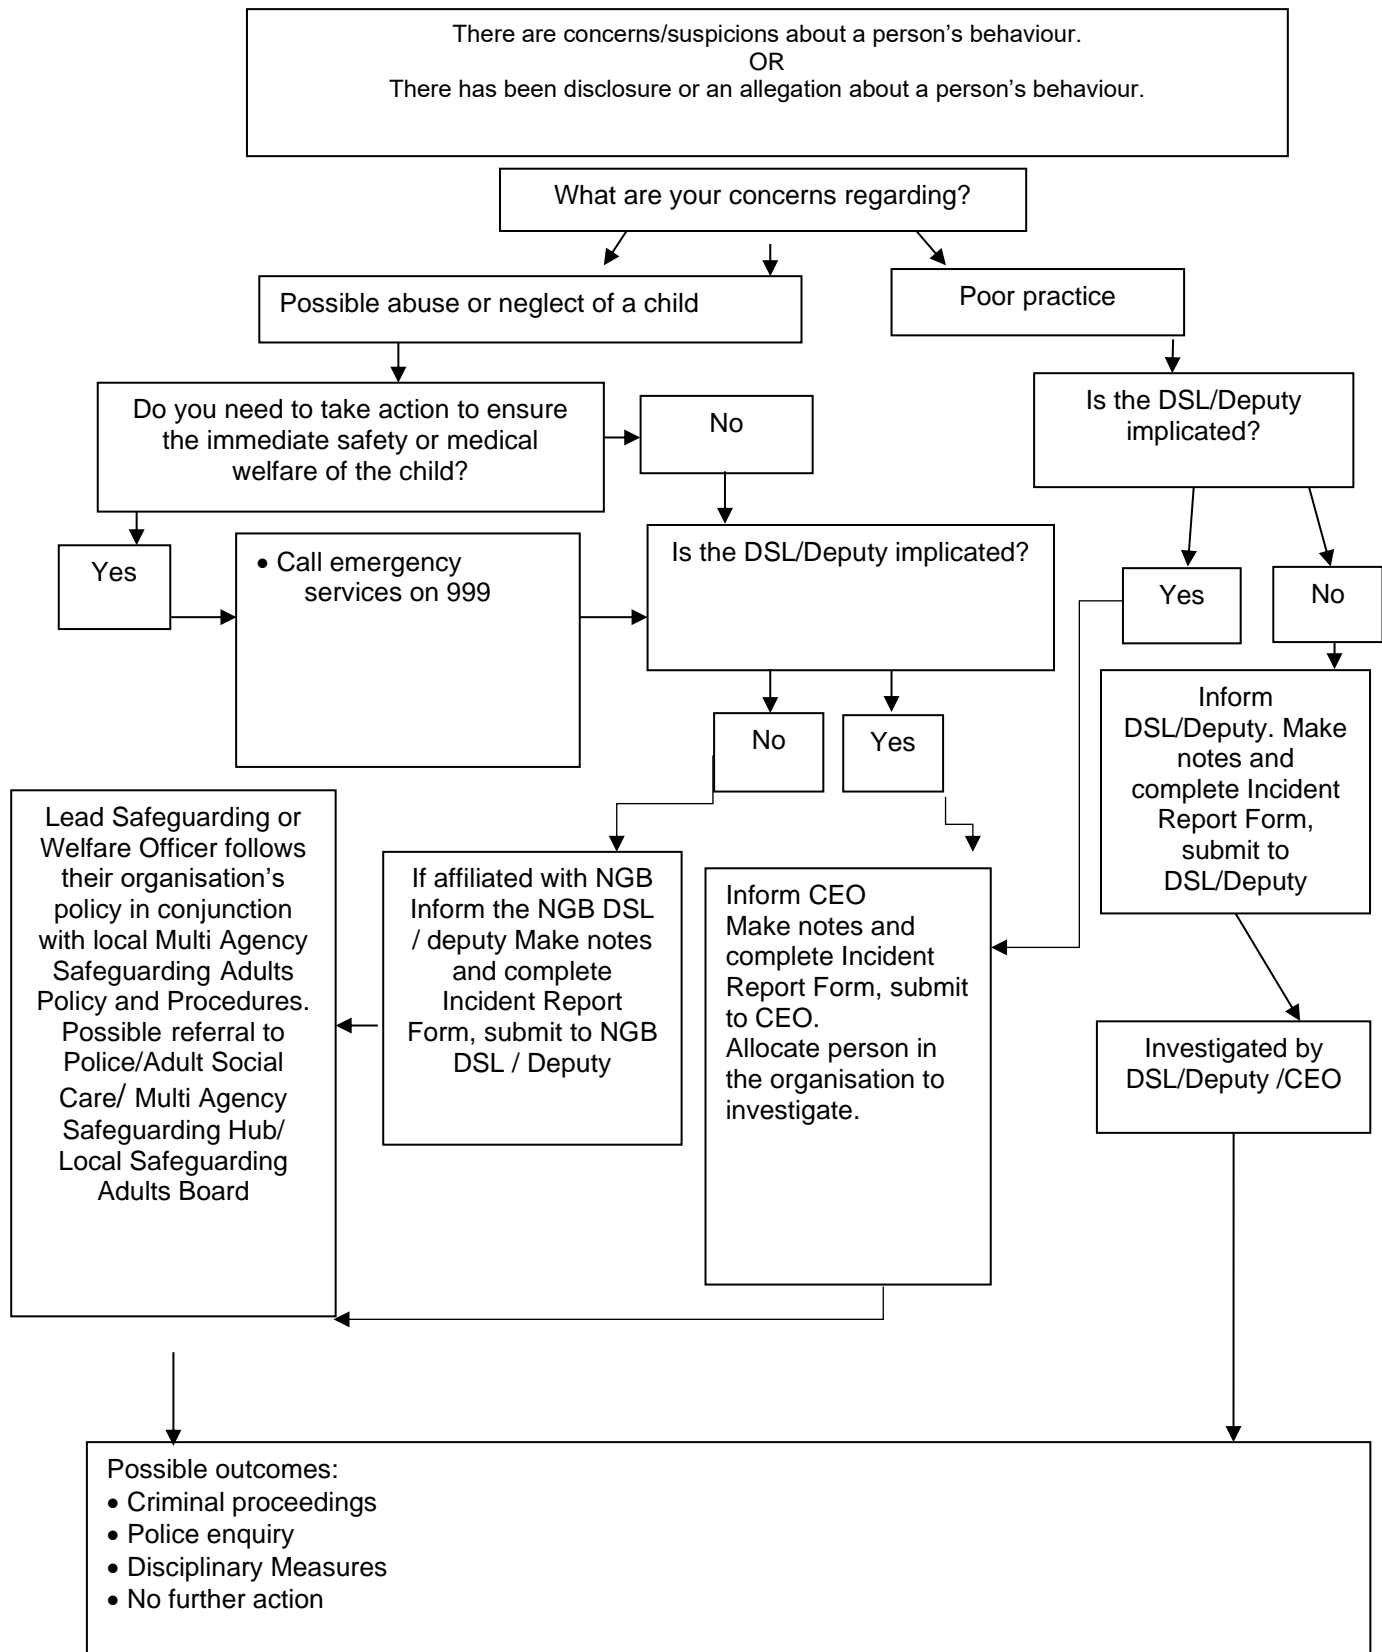 There are concerns/suspicions about a person’s behaviour.
OR
There has been disclosure or an allegation about a person’s behaviour.
What are your concerns regarding?
Possible abuse or neglect of a child
Poor practice
Do you need to take action to ensure
the immediate safety or medical
welfare of the child?
No
Is the DSL/Deputy
implicated?
Yes
• Call emergency
services on 999
Is the DSL/Deputy implicated?
Yes
No
No
Yes
Inform
DSL/Deputy. Make
notes and
complete Incident
Report Form,
submit to
DSL/Deputy
Lead Safeguarding or
Welfare Officer follows
their organisation’s
policy in conjunction
with local Multi Agency
Safeguarding Adults
Policy and Procedures.
Possible referral to
Police/Adult Social
Care/ Multi Agency
Safeguarding Hub/
Local Safeguarding
Adults Board
If affiliated with NGB
Inform the NGB DSL
/ deputy Make notes
and complete
Incident Report
Form, submit to NGB
DSL / Deputy
Inform CEO
Make notes and
complete Incident
Report Form, submit
to CEO.
Allocate person in
the organisation to
investigate.
Investigated by
DSL/Deputy /CEO
Possible outcomes:
• Criminal proceedings
• Police enquiry
• Disciplinary Measures
• No further action